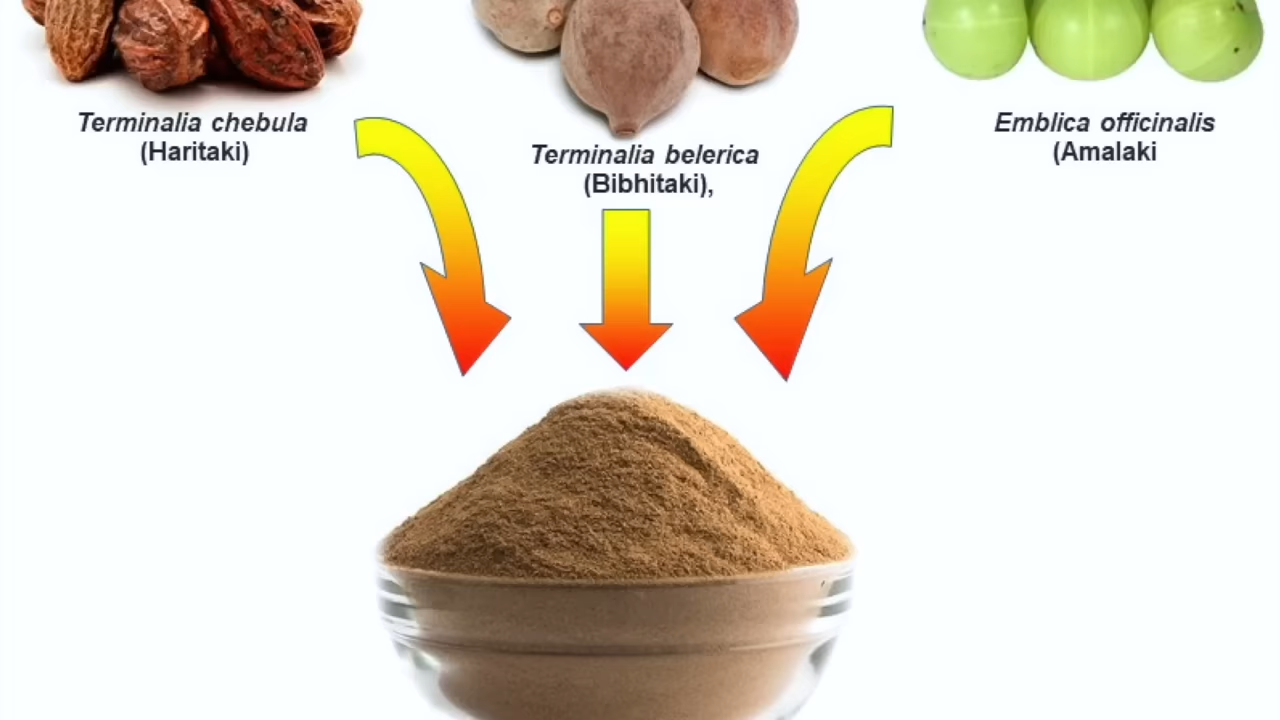 Terminalia chebula
(Haritaki)
Terminalia belerica
(Bibhitaki),
Emblica officinalis
(Amalaki